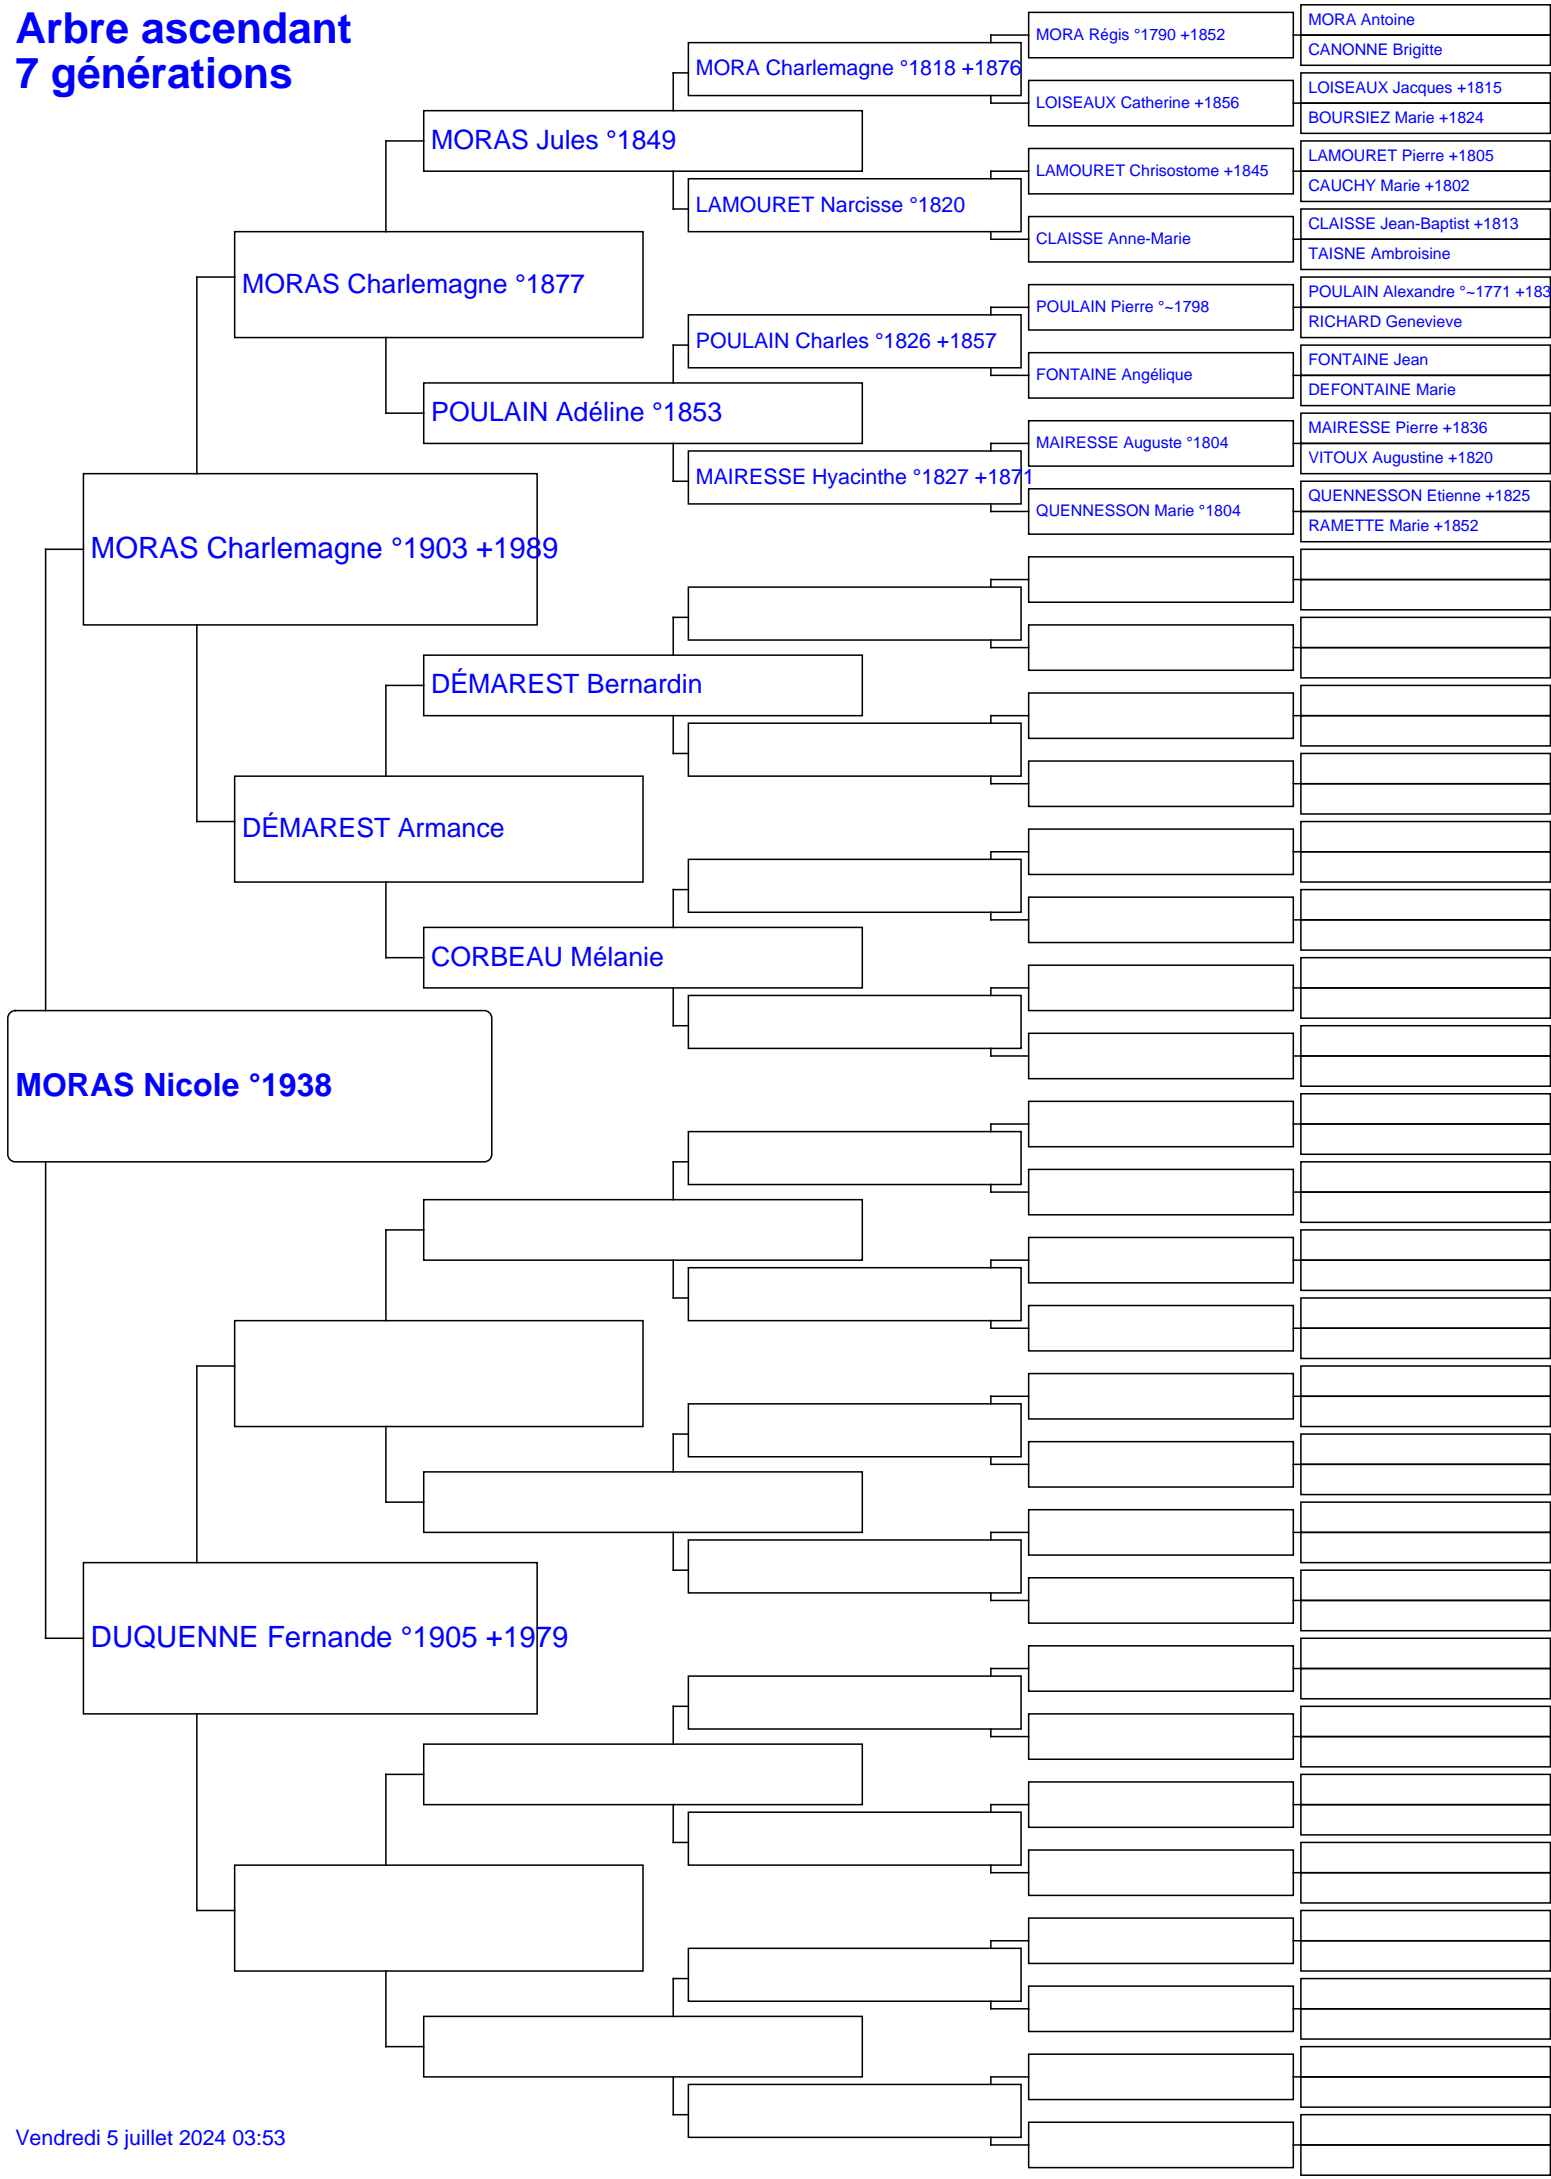 Arbre ascendant
7 générations
MORAS Nicole °1938
MORAS Charlemagne °1903 +1989
DUQUENNE Fernande °1905 +1979
MORAS Charlemagne °1877
DÉMAREST Armance
MORAS Jules °1849
POULAIN Adéline °1853
DÉMAREST Bernardin
CORBEAU Mélanie
MORA Charlemagne °1818 +1876
LAMOURET Narcisse °1820
POULAIN Charles °1826 +1857
MAIRESSE Hyacinthe °1827 +1871
MORA Régis °1790 +1852
LOISEAUX Catherine +1856
LAMOURET Chrisostome +1845
CLAISSE Anne-Marie
POULAIN Pierre °~1798
FONTAINE Angélique
MAIRESSE Auguste °1804
QUENNESSON Marie °1804
MORA Antoine
CANONNE Brigitte
LOISEAUX Jacques +1815
BOURSIEZ Marie +1824
LAMOURET Pierre +1805
CAUCHY Marie +1802
CLAISSE Jean-Baptist +1813
TAISNE Ambroisine
POULAIN Alexandre °~1771 +183
RICHARD Genevieve
FONTAINE Jean
DEFONTAINE Marie
MAIRESSE Pierre +1836
VITOUX Augustine +1820
QUENNESSON Etienne +1825
RAMETTE Marie +1852
Vendredi 5 juillet 2024 03:53